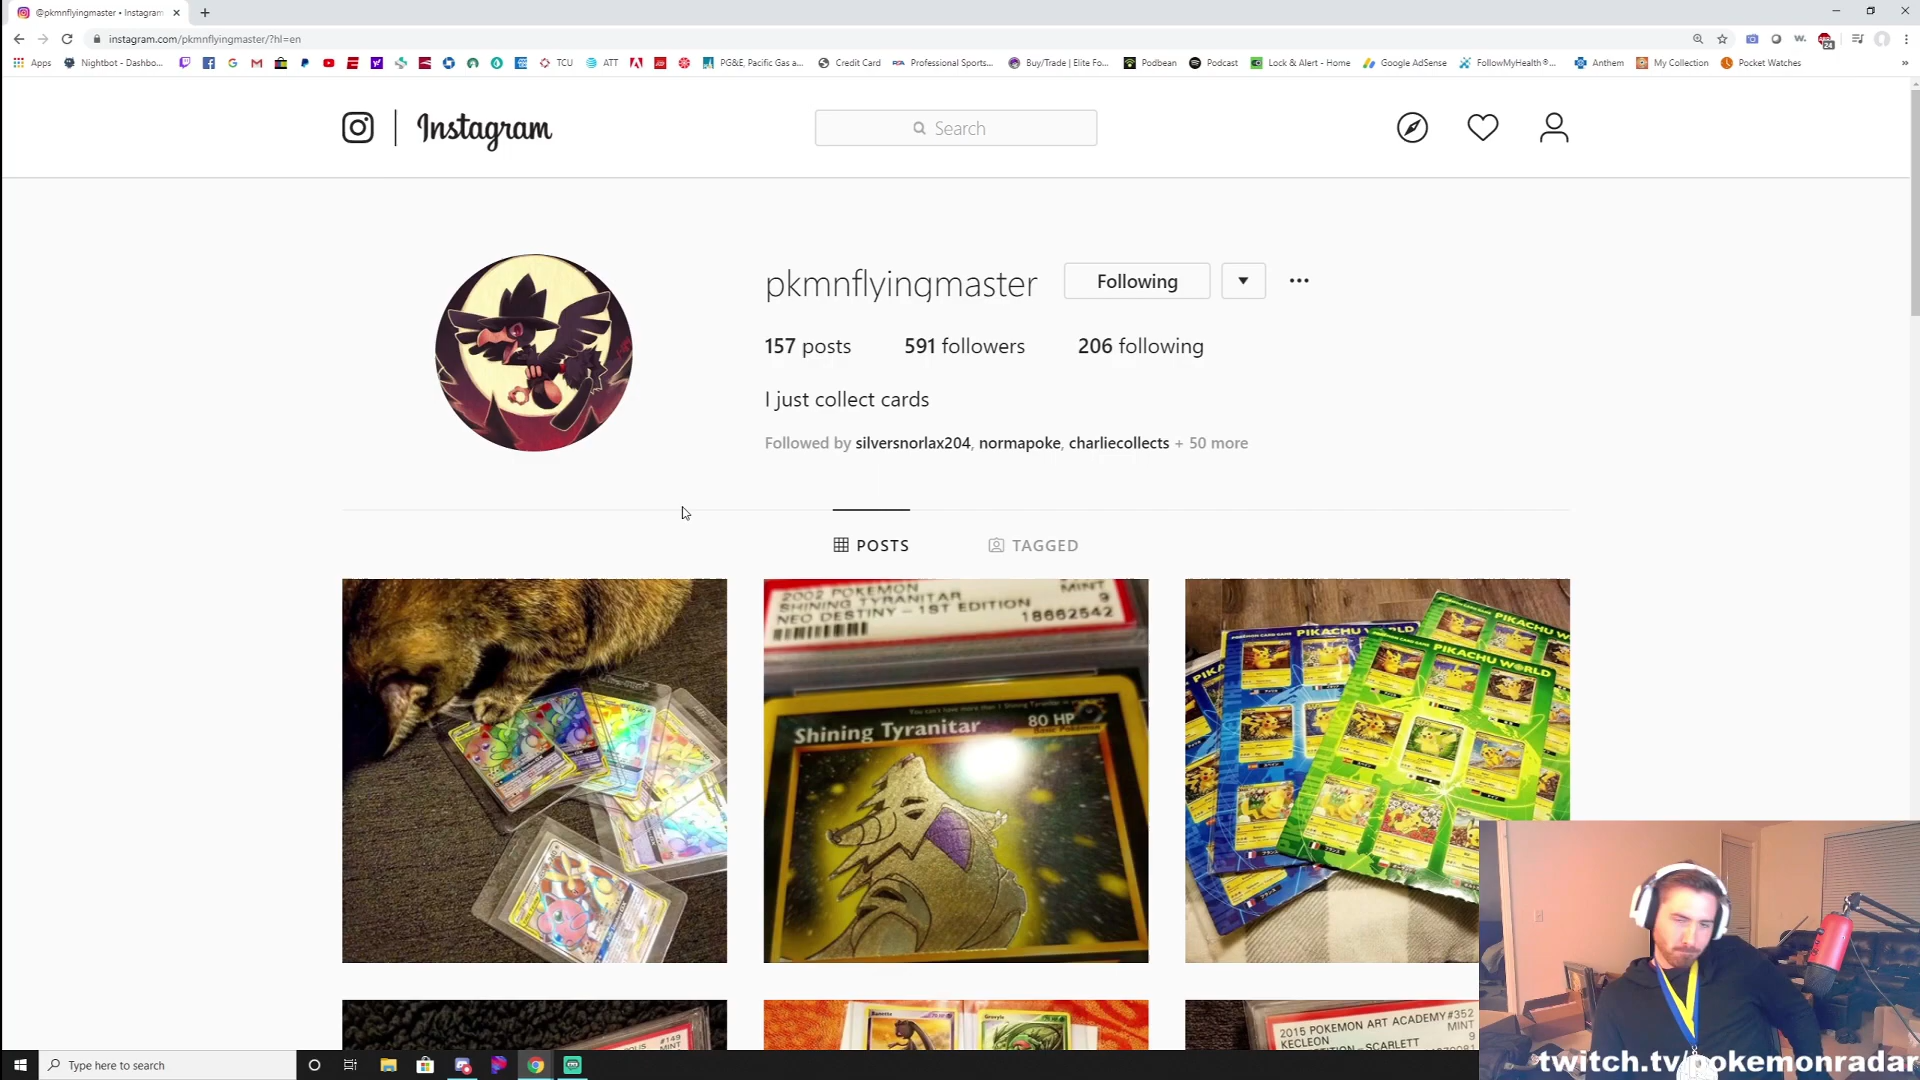 @pkmnflyingmaster • Instagram
instagram.com/pkmnflyingmaster/?hl=en
Apps
Nightbot - Dashbo...
TCU
ATT
PG&E, Pacific Gas a...
Credit Card
Professional Sports...
Buy/Trade | Elite Fo...
Podbean
Podcast
Lock & Alert - Home
Google AdSense
FollowMyHealth®...
Anthem
My Collection
Pocket Watches
Instagram
Search
pkmnflyingmaster
Following
157 posts
591 followers
206 following
I just collect cards
Followed by silversnorlax204, normapoke, charliecollects + 50 more
POSTS
TAGGED
2002 POKEMON
SHINING TYRANITAR
NEO DESTINY - 1ST EDITION
MINT
9
18662542
Shining Tyranitar
80 HP
PIKACHU WORLD
PIKACHU WORLD
#149
MINT
Banette
Grovyle
2015 POKEMON ART ACADEMY #352
KECLEON
MINT
9
Type here to search
twitch.tv/pokemonradar